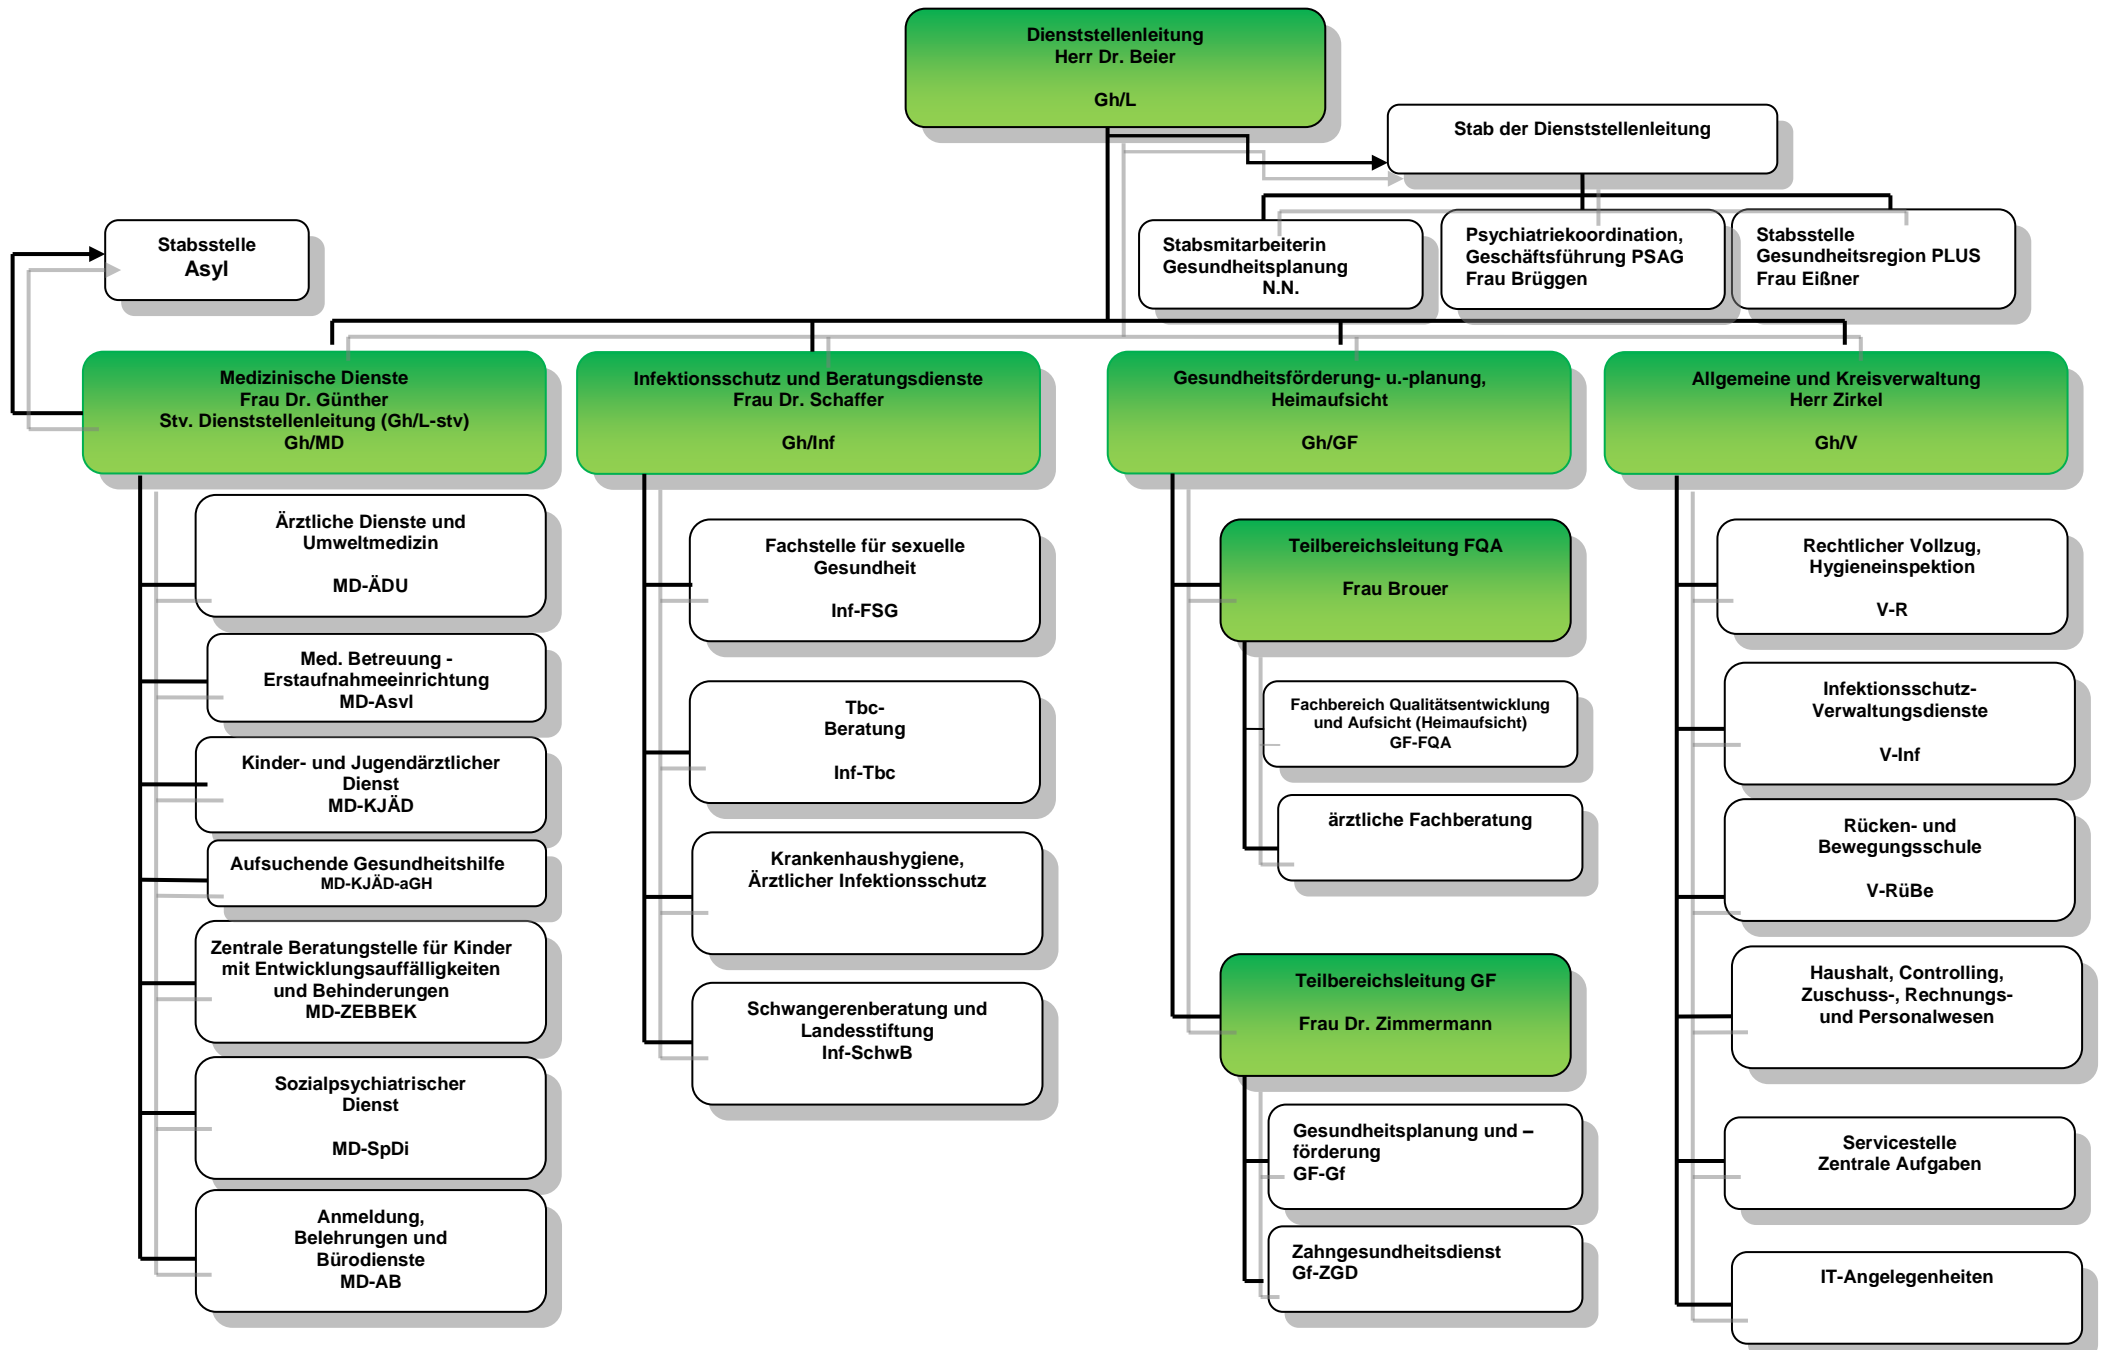 Dienststellenleitung
Herr Dr. Beier
Gh/L
Stab der Dienststellenleitung
Stabsstelle
Asyl
Stabsmitarbeiterin
Gesundheitsplanung
N.N.
Psychiatriekoordination,
Geschäftsführung PSAG
Frau Brüggen
Stabsstelle
Gesundheitsregion PLUS
Frau Eißner
Medizinische Dienste
Frau Dr. Günther
Stv. Dienststellenleitung (Gh/L-stv)
Gh/MD
Infektionsschutz und Beratungsdienste
Frau Dr. Schaffer
Gh/Inf
Gesundheitsförderung- u.-planung,
Heimaufsicht
Gh/GF
Allgemeine und Kreisverwaltung
Herr Zirkel
Gh/V
Ärztliche Dienste und
Umweltmedizin
MD-ÄDU
Med. Betreuung -
Erstaufnahmeeinrichtung
MD-Asyl
Kinder- und Jugendärztlicher
Dienst
MD-KJÄD
Aufsuchende Gesundheitshilfe
MD-KJÄD-aGH
Zentrale Beratungstelle für Kinder
mit Entwicklungsauffälligkeiten
und Behinderungen
MD-ZEBBEK
Sozialpsychiatrischer
Dienst
MD-SpDi
Anmeldung,
Belehrungen und
Bürodienste
MD-AB
Fachstelle für sexuelle
Gesundheit
Inf-FSG
Tbc-
Beratung
Inf-Tbc
Krankenhaushygiene,
Ärztlicher Infektionsschutz
Schwangerenberatung und
Landesstiftung
Inf-SchwB
Teilbereichsleitung FQA
Frau Brouer
Fachbereich Qualitätsentwicklung
und Aufsicht (Heimaufsicht)
GF-FQA
ärztliche Fachberatung
Teilbereichsleitung GF
Frau Dr. Zimmermann
Gesundheitsplanung und –
förderung
GF-Gf
Zahngesundheitsdienst
Gf-ZGD
Rechtlicher Vollzug,
Hygieneinspektion
V-R
Infektionsschutz-
Verwaltungsdienste
V-Inf
Rücken- und
Bewegungsschule
V-RüBe
Haushalt, Controlling,
Zuschuss-, Rechnungs-
und Personalwesen
Servicestelle
Zentrale Aufgaben
IT-Angelegenheiten